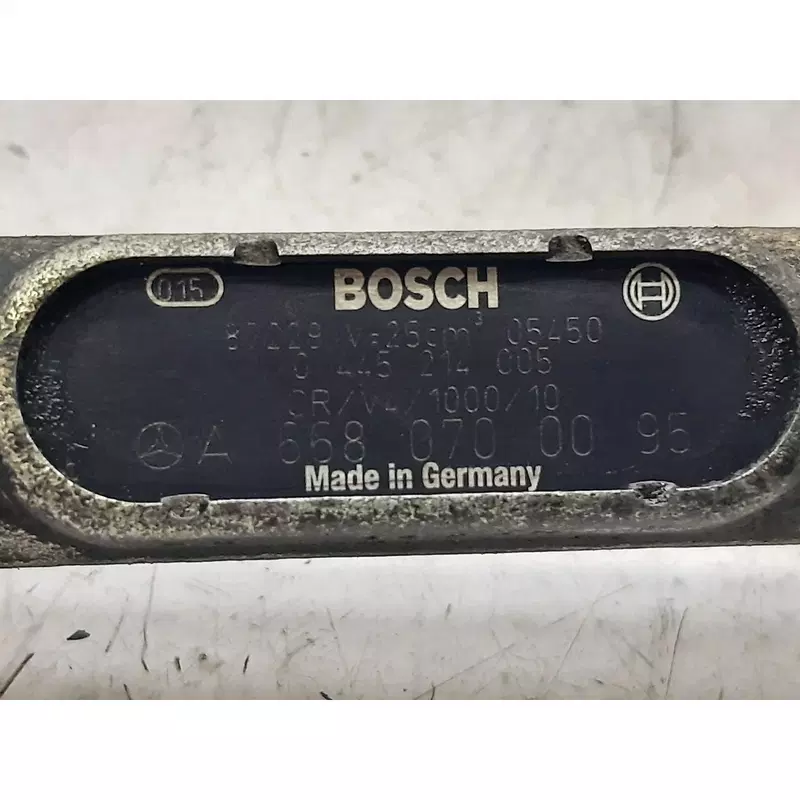 015 BOSCH
87229 V=25cm³ 05450
0 445 214 005
CR/V4/1000/10
A 668 070 00 95
Made in Germany